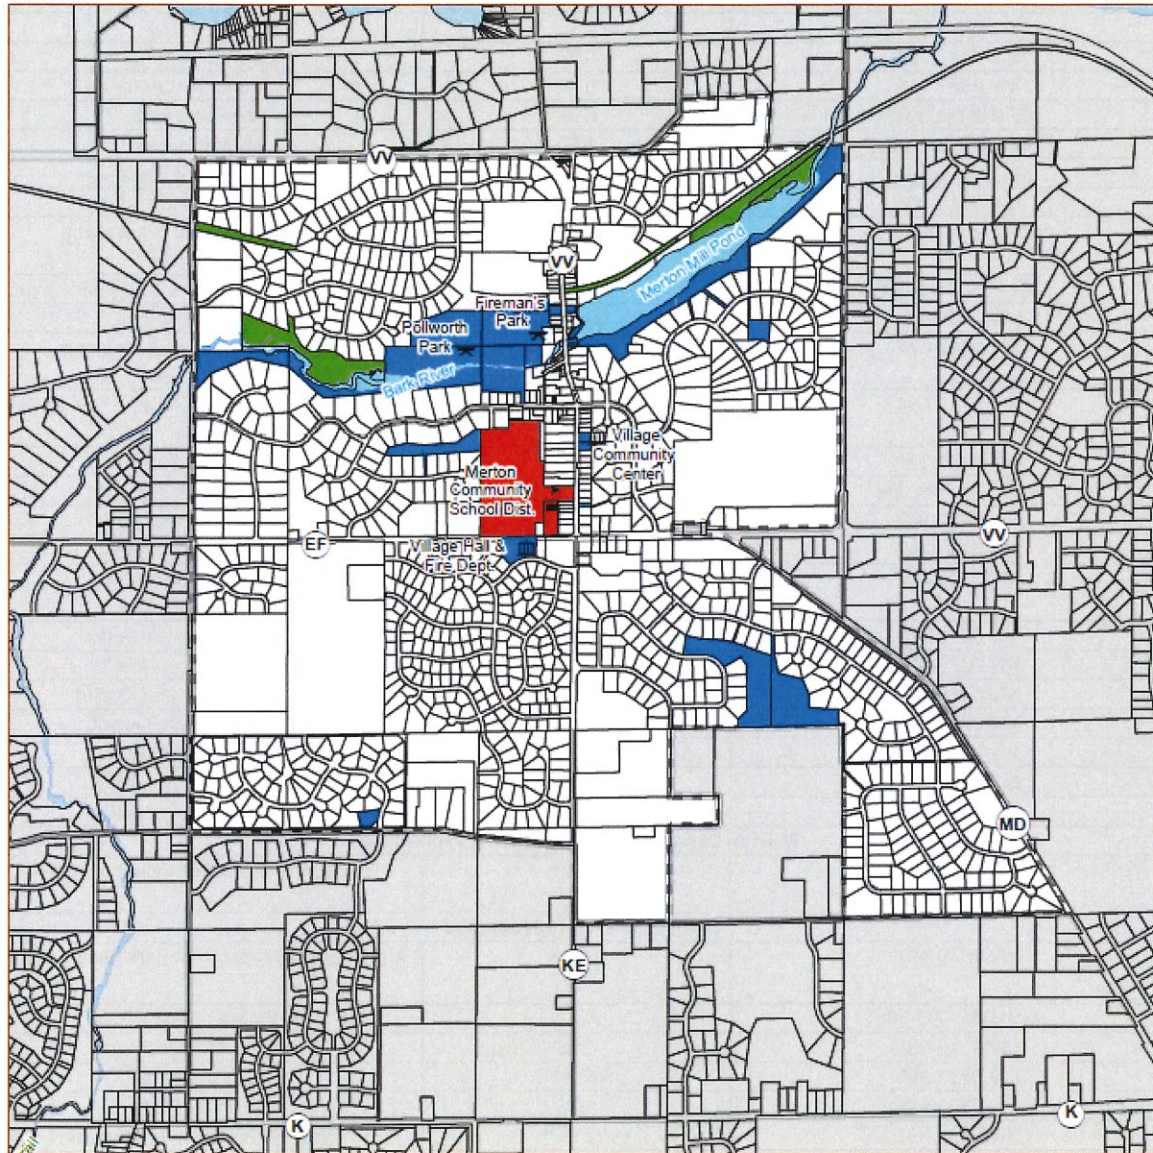 VV
VV
Merton Mill Pond
Fireman's
Park
Pollworth
Park
Bark River
Village
Community
Center
Merton
Community
School Dist.
EF
Village Hall &
Fire Dept.
VV
MD
KE
K
K